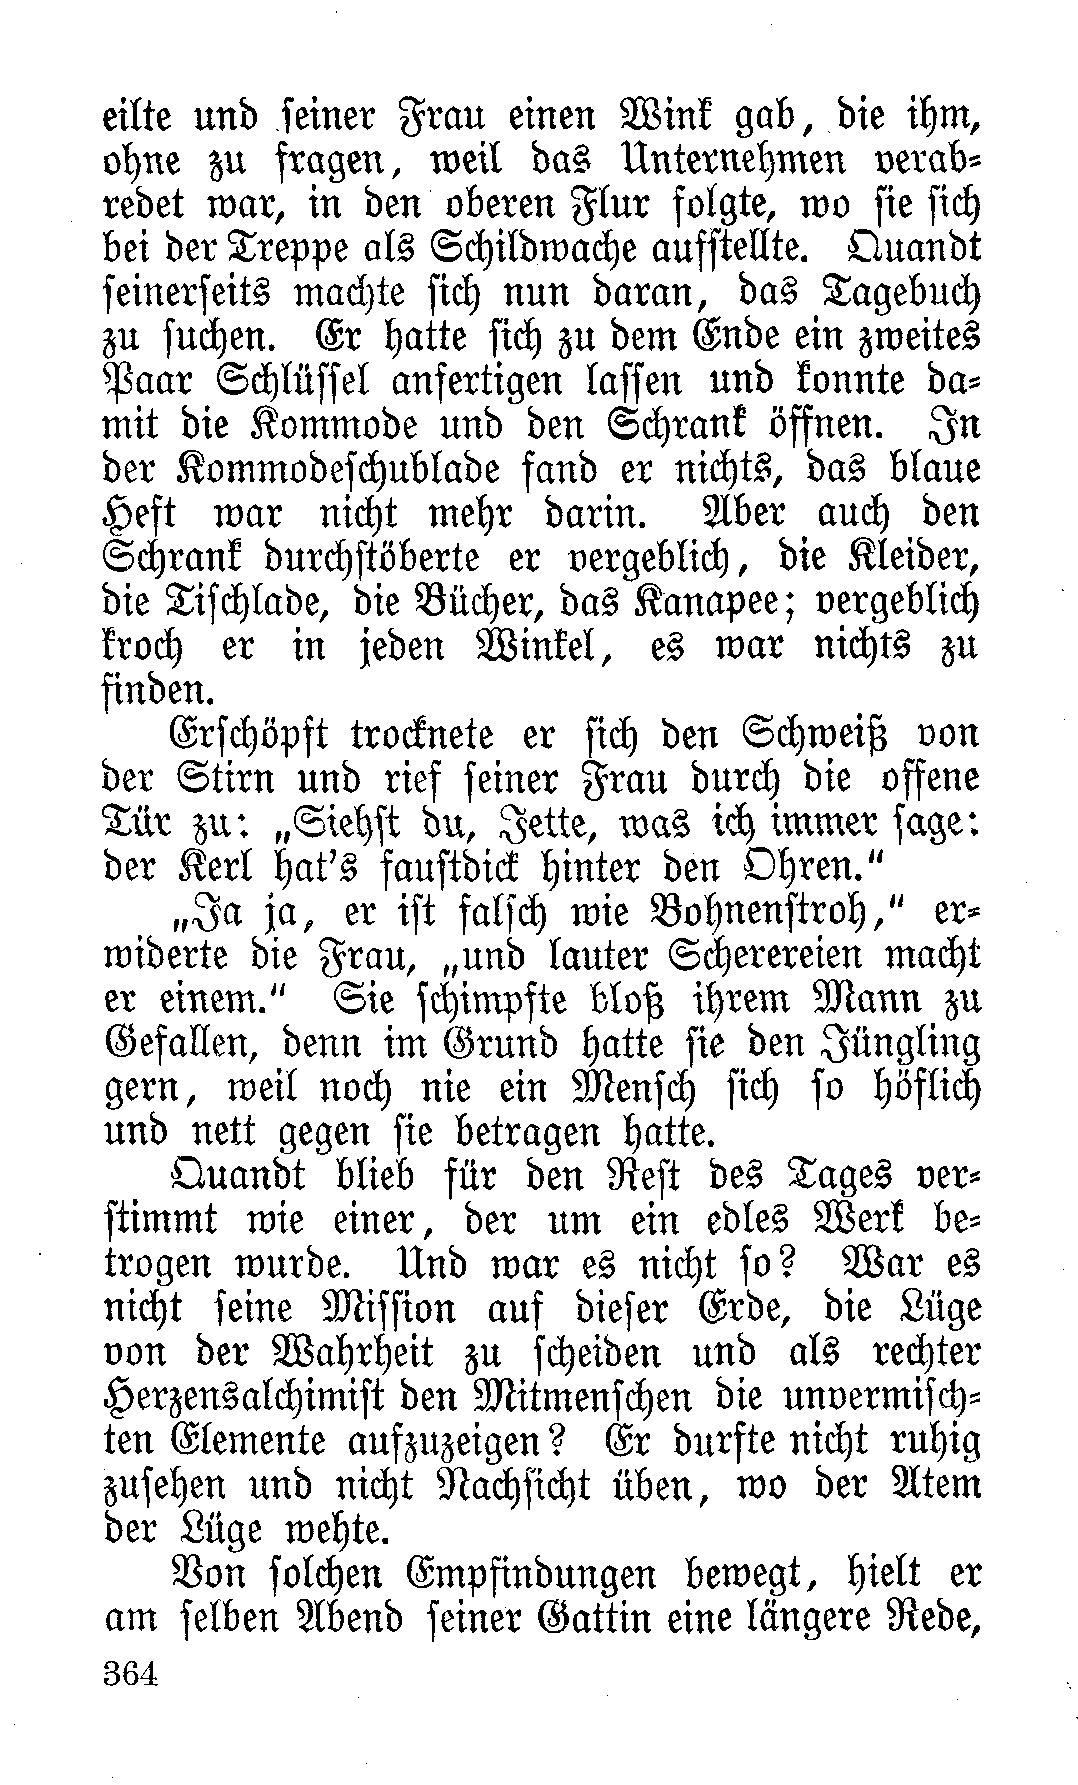 eilte und seiner Frau einen Wink gab, die ihm,
ohne zu fragen, weil das Unternehmen verab-
redet war, in den oberen Flur folgte, wo sie sich
bei der Treppe als Schildwache aufstellte. Quandt
seinerseits machte sich nun daran, das Tagebuch
zu suchen. Er hatte sich zu dem Ende ein zweites
Paar Schlüssel anfertigen lassen und konnte da-
mit die Kommode und den Schrank öffnen. In
der Kommodeschublade fand er nichts, das blaue
Heft war nicht mehr darin. Aber auch den
Schrank durchstöberte er vergeblich, die Kleider,
die Tischlade, die Bücher, das Kanapee; vergeblich
kroch er in jeden Winkel, es war nichts zu
finden.
Erschöpft trocknete er sich den Schweiß von
der Stirn und rief seiner Frau durch die offene
Tür zu: „Siehst du, Jette, was ich immer sage:
der Kerl hat's faustdick hinter den Ohren."
„Ja ja, er ist falsch wie Bohnenstroh," er-
widerte die Frau, „und lauter Scherereien macht
er einem." Sie schimpfte bloß ihrem Mann zu
Gefallen, denn im Grund hatte sie den Jüngling
gern, weil noch nie ein Mensch sich so höflich
und nett gegen sie betragen hatte.
Quandt blieb für den Rest des Tages ver-
stimmt wie einer, der um ein edles Werk be-
trogen wurde. Und war es nicht so? War es
nicht seine Mission auf dieser Erde, die Lüge
von der Wahrheit zu scheiden und als rechter
Herzensalchimist den Mitmenschen die unvermisch-
ten Elemente aufzuzeigen? Er durfte nicht ruhig
zusehen und nicht Nachsicht üben, wo der Atem
der Lüge wehte.
Von solchen Empfindungen bewegt, hielt er
am selben Abend seiner Gattin eine längere Rede,
364